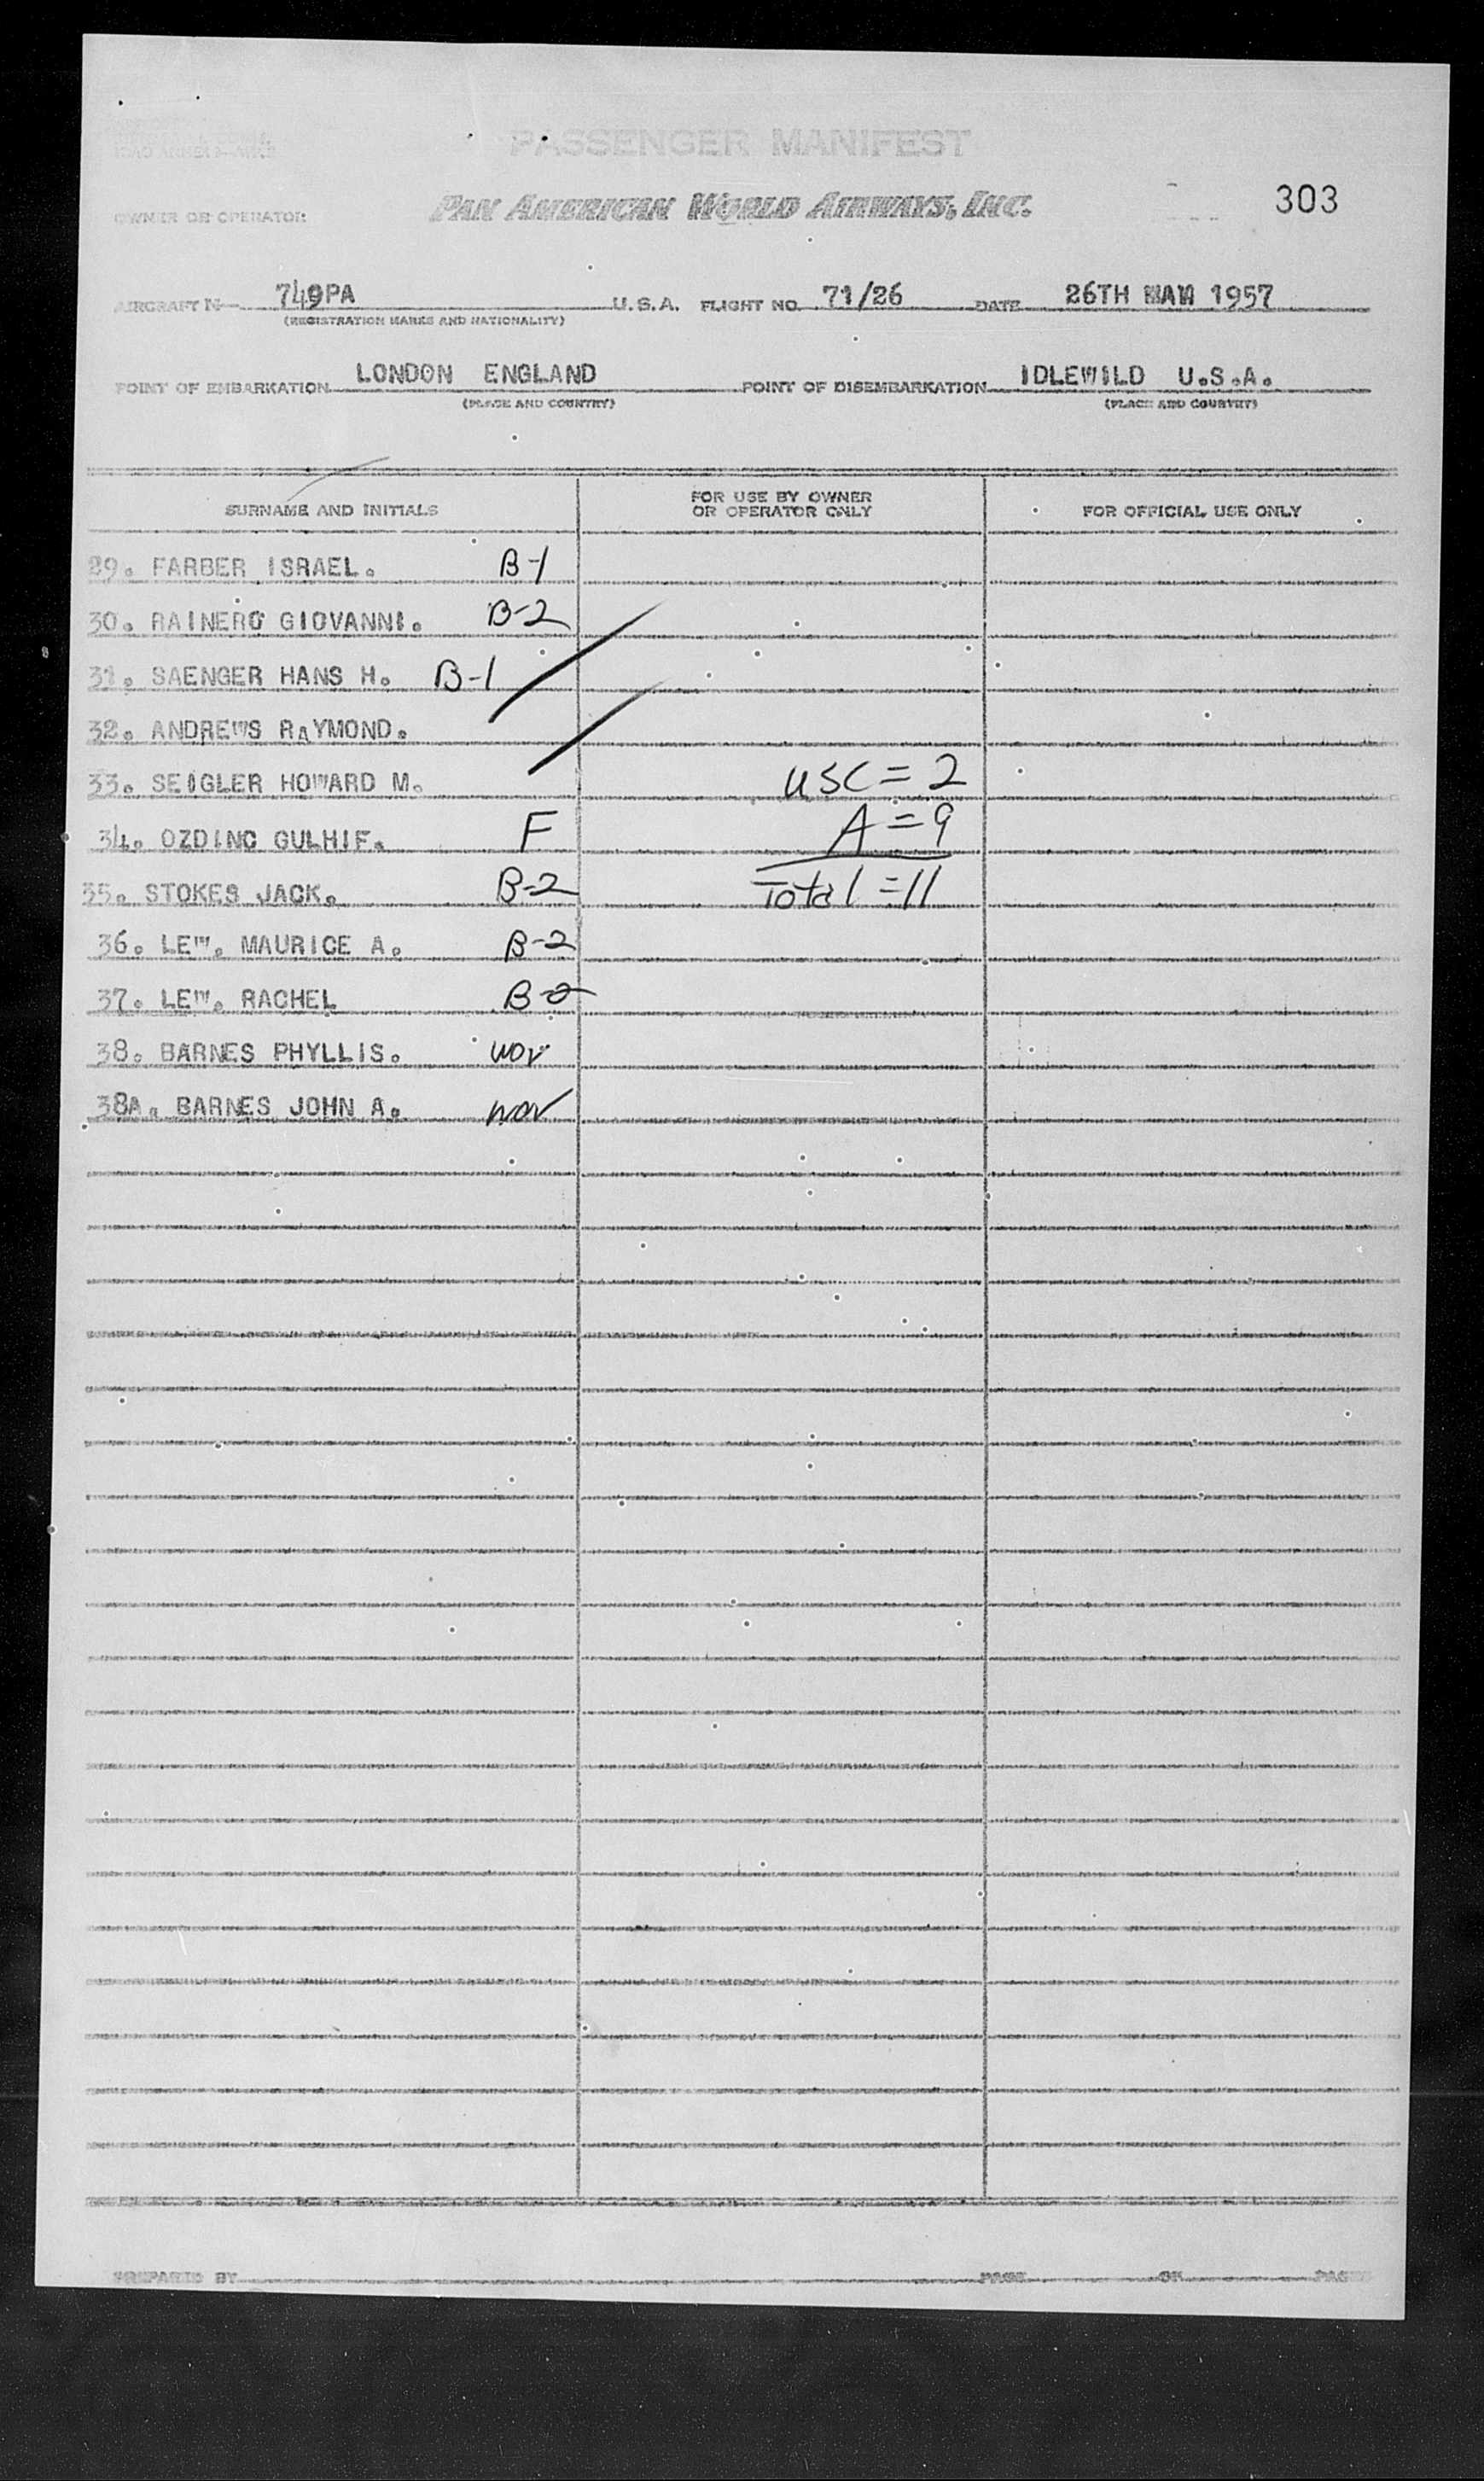 PASSENGER MANIFEST
OWNER OR OPERATOR PAN AMERICAN WORLD AIRWAYS, INC. 303
AIRCRAFT N— 749PA U.S.A. FLIGHT NO. 71/26 DATE 26TH MAY 1957
(REGISTRATION MARKS AND NATIONALITY)
POINT OF EMBARKATION LONDON ENGLAND POINT OF DISEMBARKATION IDLEWILD U.S.A.
(PLACE AND COUNTRY) (PLACE AND COUNTRY)
SURNAME AND INITIALS FOR USE BY OWNER OR OPERATOR ONLY FOR OFFICIAL USE ONLY
29. FARBER ISRAEL. B-1
30. RAINERO GIOVANNI. B-2
31. SAENGER HANS H. B-1
32. ANDREWS RAYMOND.
33. SEIGLER HOWARD M. USC = 2
34. OZDINC GULHIF. F A = 9
35. STOKES JACK. B-2 Total = 11
36. LEW. MAURICE A. B-2
37. LEW. RACHEL B-2
38. BARNES PHYLLIS. WOV
38A. BARNES JOHN A. WOV
PREPARED BY PAGE OF PAGES